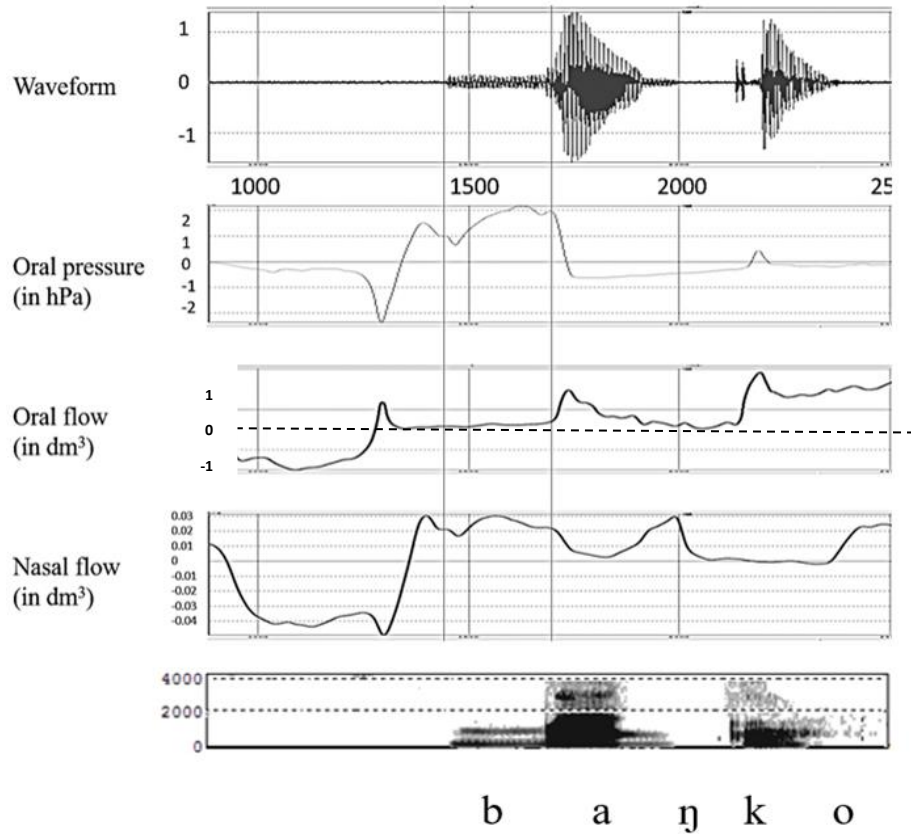 1
Waveform
0
-1
1000 1500 2000 25
2
1
Oral pressure
(in hPa)
0
-1
-2
1
Oral flow
(in dm³)
0
-1
0.03
0.02
0.01
Nasal flow
(in dm³)
0
-0.01
-0.02
-0.03
-0.04
4000
2000
0
b a ŋ k o